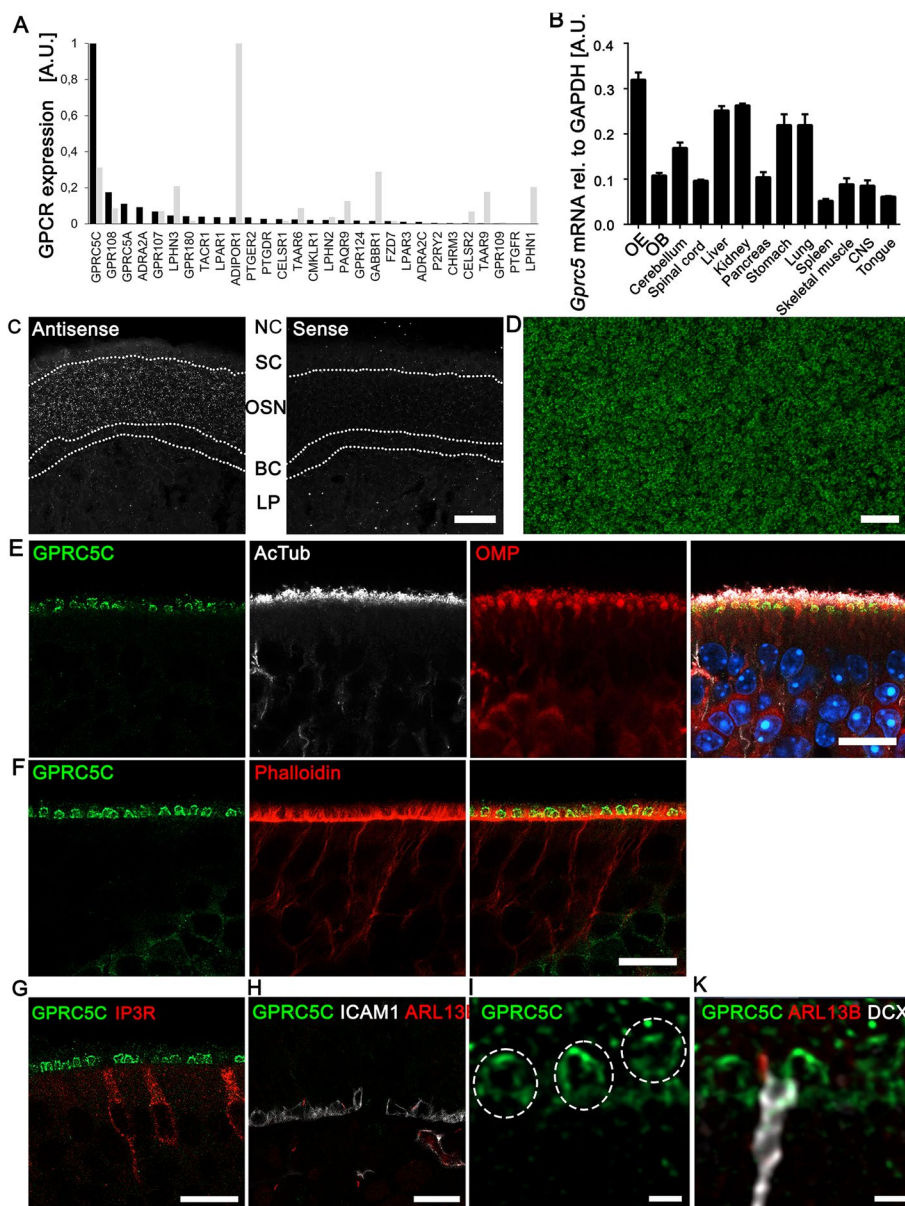 A
B
GPCR expression [A.U.]
1
0,8
0,6
0,4
0,2
0
GPRC5C
GPR108
GPRC5A
ADRA2A
GPR107
LPHN3
GPR180
TACR1
LPAR1
ADIPOR1
PTGER2
PTGDR
CELSR1
TAAR6
CMKLR1
LPHN2
PAQR9
GPR124
GABBR1
FZD7
LPAR3
ADRA2C
P2RY2
CHRM3
CELSR2
TAAR9
GPR109
PTGFR
LPHN1
Gprc5 mRNA rel. to GAPDH [A.U.
0.4
0.3
0.2
0.1
0.0
OE
OB
Cerebellum
Spinal cord
Liver
Kidney
Pancreas
Stomach
Lung
Spleen
Skeletal muscle
CNS
Tongue
C
Antisense
Sense
NC
SC
OSN
BC
LP
D
E
GPRC5C
AcTub
OMP
F
GPRC5C
Phalloidin
G
GPRC5C IP3R
H
GPRC5C ICAM1 ARL13
I
GPRC5C
K
GPRC5C ARL13B DCX